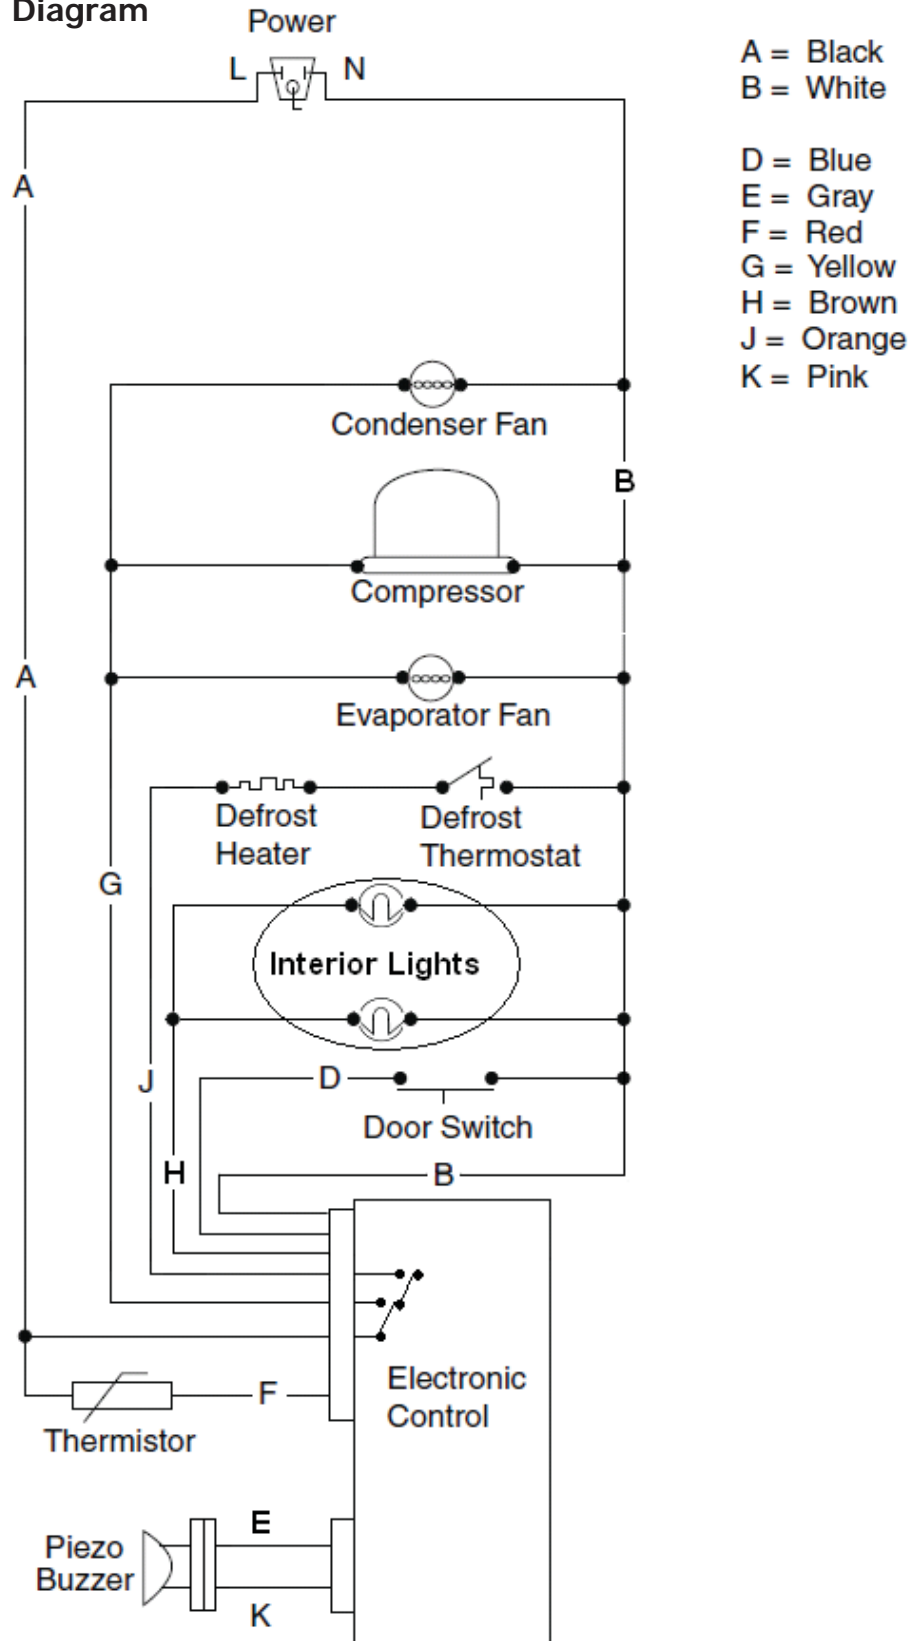 Diagram
Power
L
N
A = Black
B = White
D = Blue
E = Gray
F = Red
G = Yellow
H = Brown
J = Orange
K = Pink
A
Condenser Fan
B
Compressor
A
Evaporator Fan
Defrost
Heater
Defrost
Thermostat
G
Interior Lights
J
D
Door Switch
H
B
Electronic
Control
F
Thermistor
E
Piezo
Buzzer
K